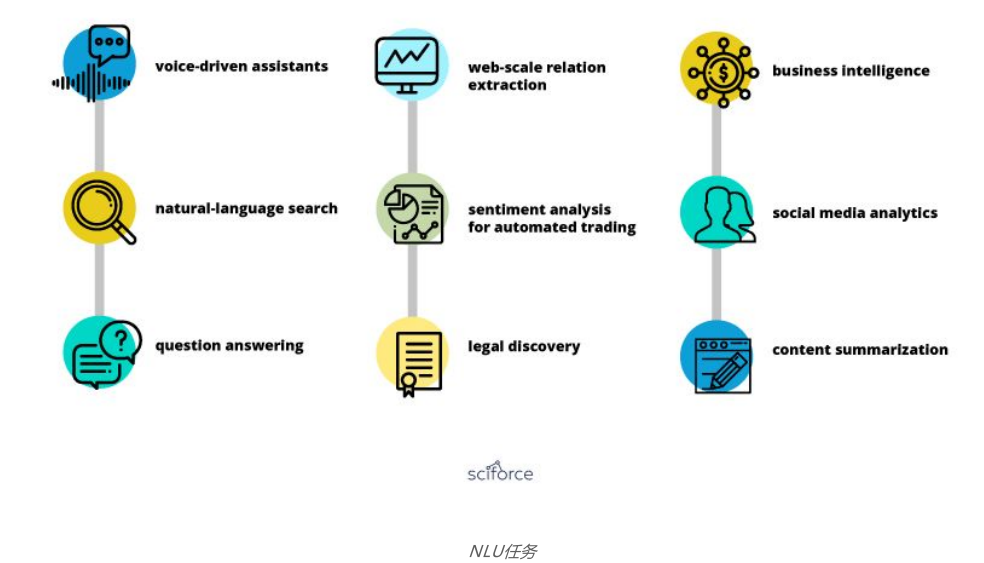 voice-driven assistants
natural-language search
question answering
web-scale relation
extraction
sentiment analysis
for automated trading
legal discovery
business intelligence
social media analytics
content summarization
sciforce
NLU任务